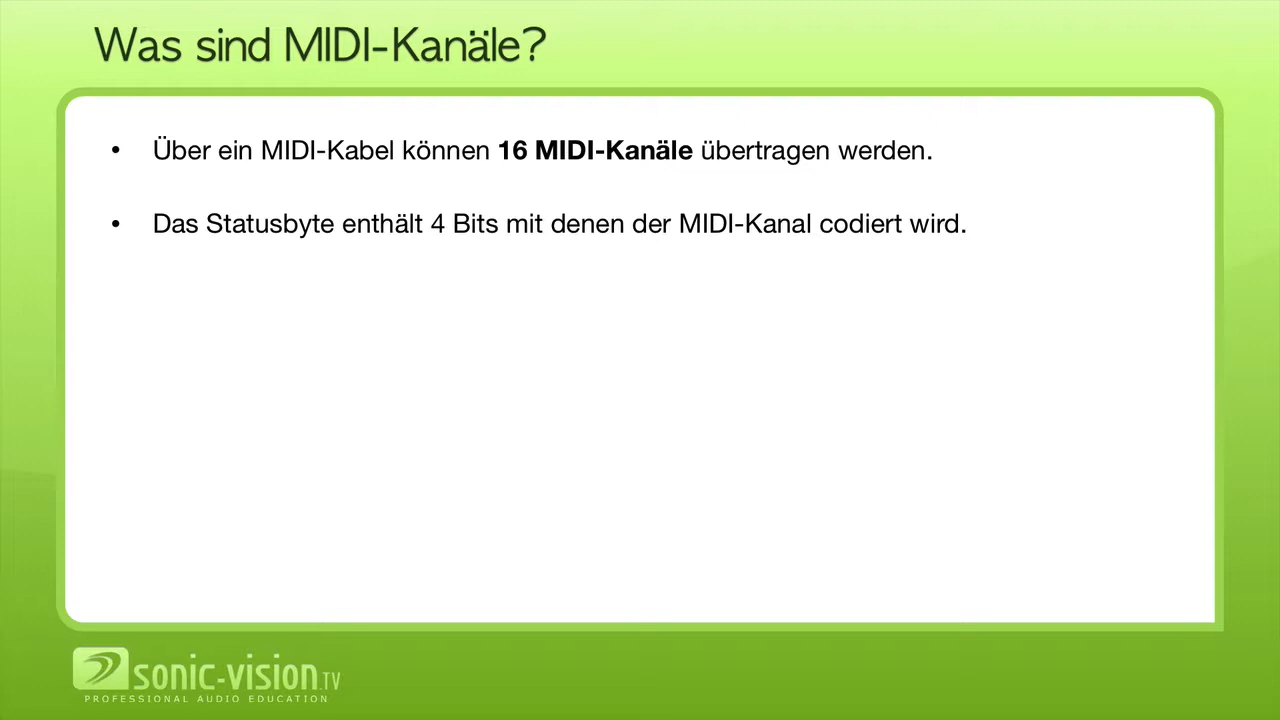 Was sind MIDI-Kanäle?
• Über ein MIDI-Kabel können 16 MIDI-Kanäle übertragen werden.
• Das Statusbyte enthält 4 Bits mit denen der MIDI-Kanal codiert wird.
sonic-vision.TV
PROFESSIONAL AUDIO EDUCATION